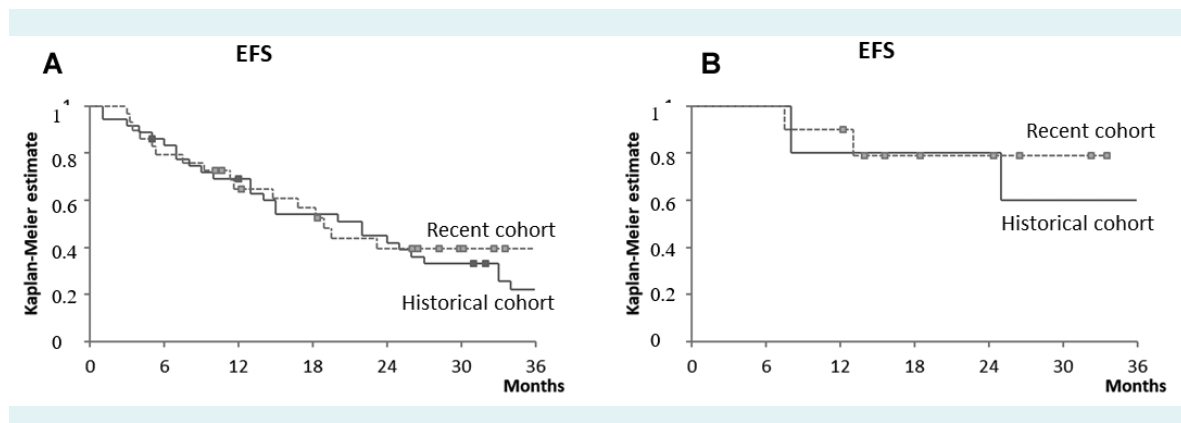 A
EFS
Kaplan-Meier estimate
1
0.8
0.6
0.4
0.2
0
Recent cohort
Historical cohort
0 6 12 18 24 30 36
Months
B
EFS
Kaplan-Meier estimate
1
0.8
0.6
0.4
0.2
0
Recent cohort
Historical cohort
0 6 12 18 24 30 36
Months